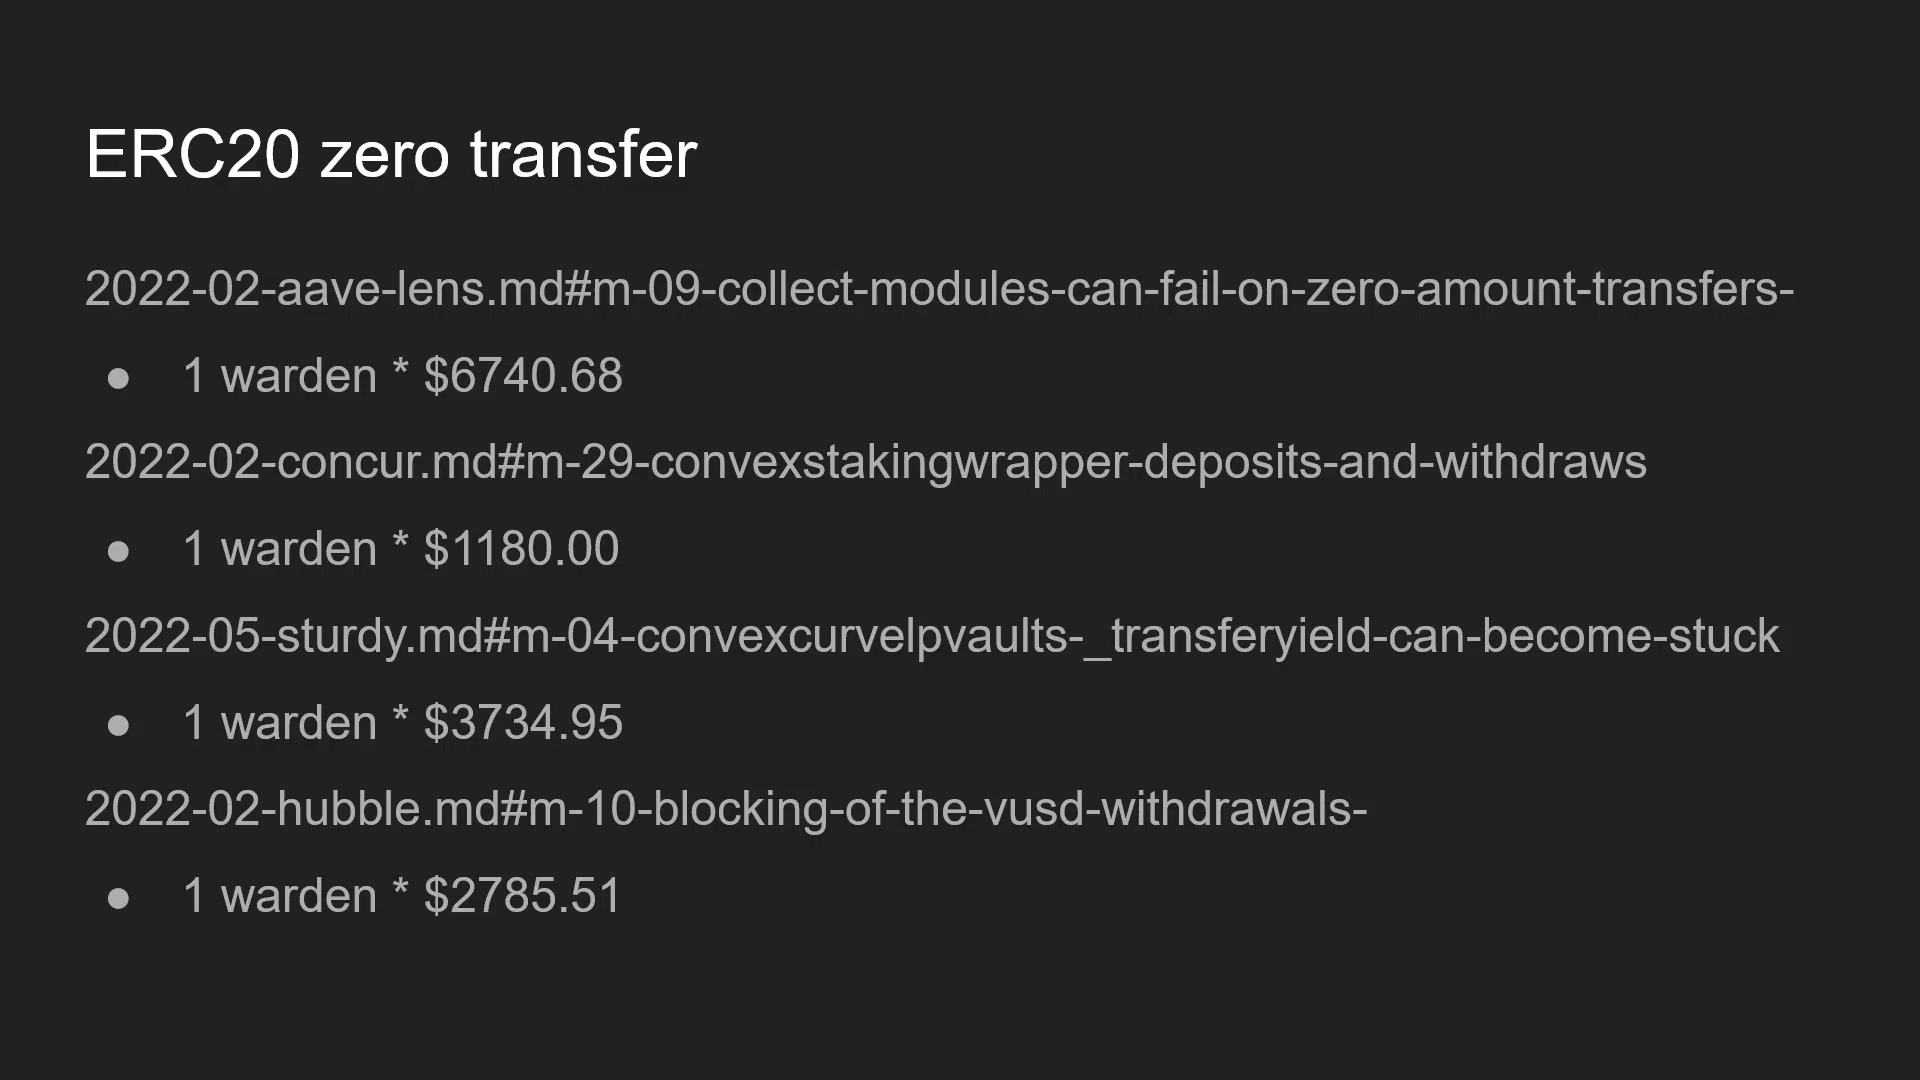 ERC20 zero transfer
2022-02-aave-lens.md#m-09-collect-modules-can-fail-on-zero-amount-transfers-
● 1 warden * $6740.68
2022-02-concur.md#m-29-convexstakingwrapper-deposits-and-withdraws
● 1 warden * $1180.00
2022-05-sturdy.md#m-04-convexcurvelpvaults-_transferyield-can-become-stuck
● 1 warden * $3734.95
2022-02-hubble.md#m-10-blocking-of-the-vusd-withdrawals-
● 1 warden * $2785.51